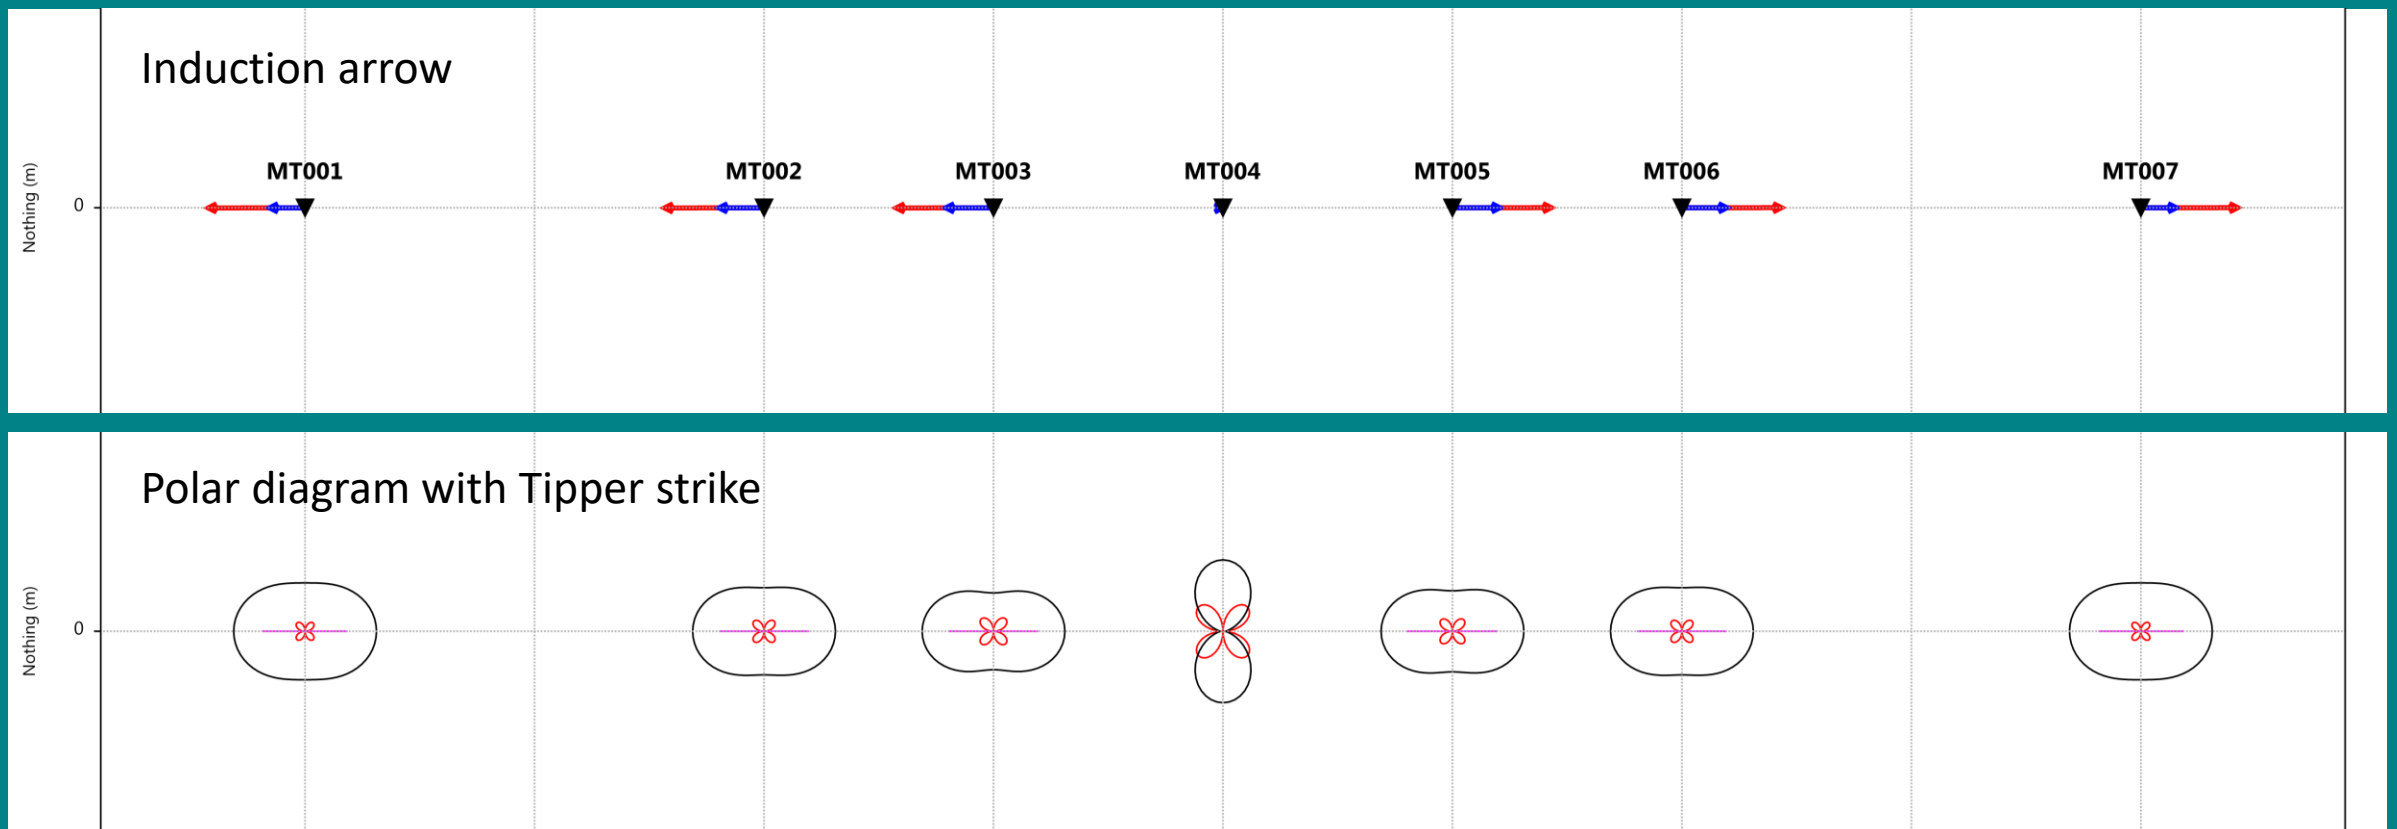 Induction arrow
MT001 MT002 MT003 MT004 MT005 MT006 MT007
Nothing (m)
0
Polar diagram with Tipper strike
Nothing (m)
0